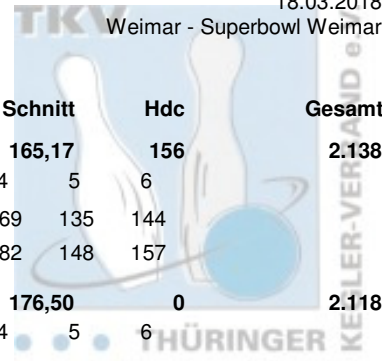 18.03.2018
TKV
Weimar - Superbowl Weimar
Schnitt Hdc Gesamt
165,17 156 2.138
4 5 6
69 135 144
82 148 157
176,50 0 2.118
4 5 6
THÜRINGER
KEGLER-VERBAND e.V.